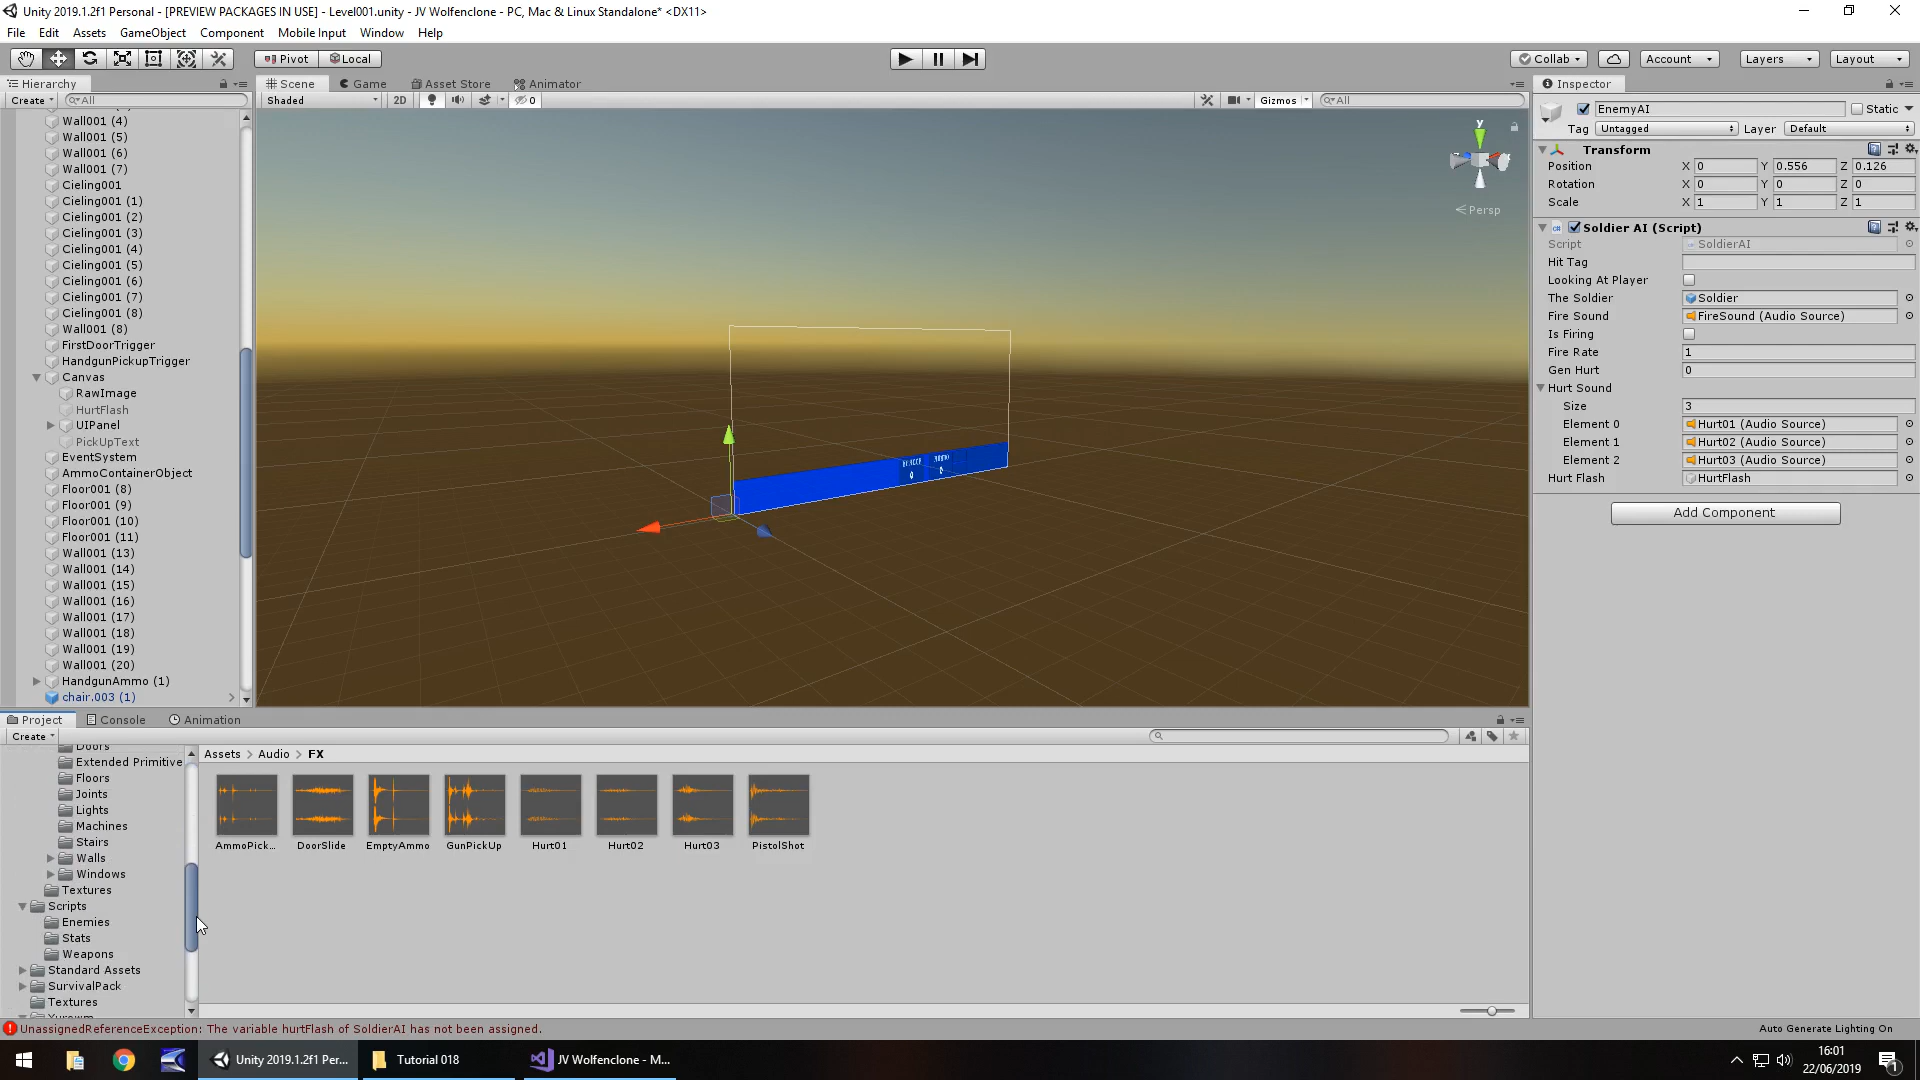 Unity 2019.1.2f1 Personal - [PREVIEW PACKAGES IN USE] - Level001.unity - JV Wolfenclone - PC, Mac & Linux Standalone* <DX11>
File Edit Assets GameObject Component Mobile Input Window Help
Pivot Local Collab Account Layers Layout
Hierarchy
Create All
Wall001 (4)
Wall001 (5)
Wall001 (6)
Wall001 (7)
Cieling001
Cieling001 (1)
Cieling001 (2)
Cieling001 (3)
Cieling001 (4)
Cieling001 (5)
Cieling001 (6)
Cieling001 (7)
Cieling001 (8)
Wall001 (8)
FirstDoorTrigger
HandgunPickupTrigger
Canvas
RawImage
HurtFlash
UIPanel
PickUpText
EventSystem
AmmoContainerObject
Floor001 (8)
Floor001 (9)
Floor001 (10)
Floor001 (11)
Wall001 (13)
Wall001 (14)
Wall001 (15)
Wall001 (16)
Wall001 (17)
Wall001 (18)
Wall001 (19)
Wall001 (20)
HandgunAmmo (1)
chair.003 (1)
Scene Game Asset Store Animator
Shaded 2D 0 Gizmos All
y
Persp
AMMO
0 0
Inspector
EnemyAI Static
Tag Untagged Layer Default
Transform
Position X 0 Y 0.556 Z 0.126
Rotation X 0 Y 0 Z 0
Scale X 1 Y 1 Z 1
Soldier AI (Script)
Script SoldierAI
Hit Tag
Looking At Player
The Soldier Soldier
Fire Sound FireSound (Audio Source)
Is Firing
Fire Rate 1
Gen Hurt 0
Hurt Sound
Size 3
Element 0 Hurt01 (Audio Source)
Element 1 Hurt02 (Audio Source)
Element 2 Hurt03 (Audio Source)
Hurt Flash HurtFlash
Add Component
Project Console Animation
Create
Doors
Extended Primitive
Floors
Joints
Lights
Machines
Stairs
Walls
Windows
Textures
Scripts
Enemies
Stats
Weapons
Standard Assets
SurvivalPack
Textures
Assets > Audio > FX
AmmoPick... DoorSlide EmptyAmmo GunPickUp Hurt01 Hurt02 Hurt03 PistolShot
UnassignedReferenceException: The variable hurtFlash of SoldierAI has not been assigned.
Auto Generate Lighting On
Unity 2019.1.2f1 Per... Tutorial 018 JV Wolfenclone - M...
16:01
22/06/2019
1